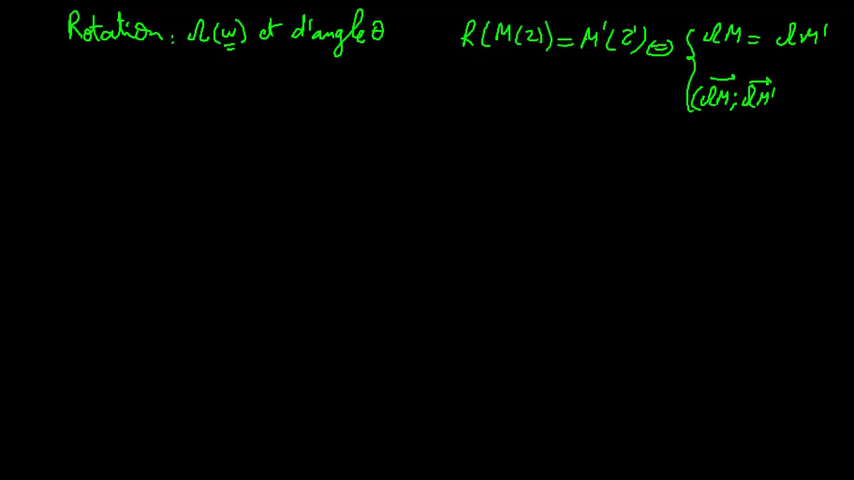 Rotation : Ω(ω) et d'angle θ
R(M(z)) = M'(z') ⇔ { ΩM = ΩM'
(ΩM; ΩM'